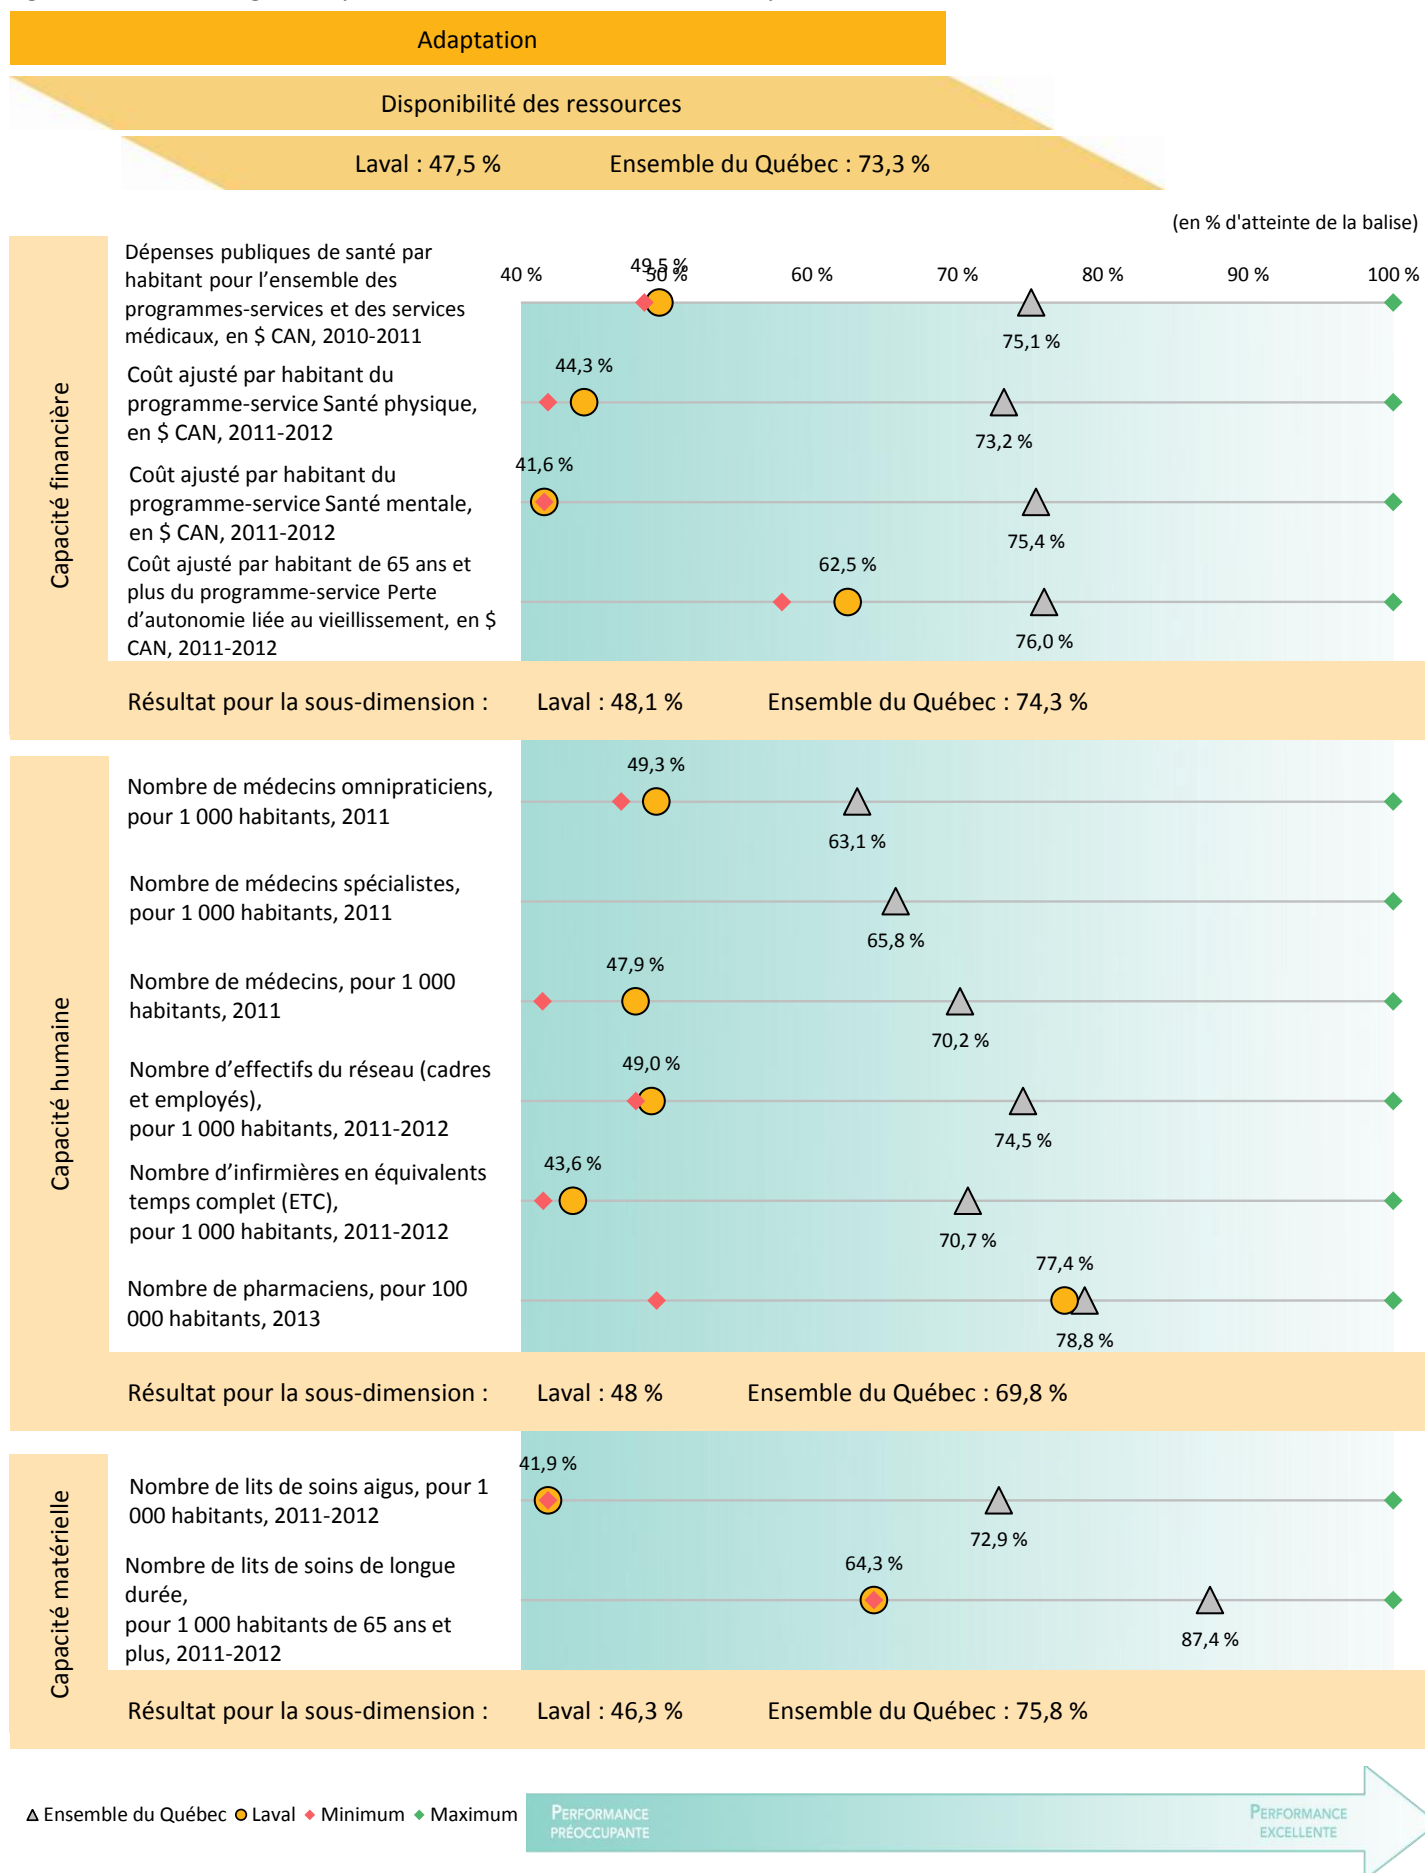 Adaptation
Disponibilité des ressources
Laval : 47,5 % Ensemble du Québec : 73,3 %
(en % d'atteinte de la balise)
40 % 50 % 60 % 70 % 80 % 90 % 100 %
Capacité financière
Dépenses publiques de santé par
habitant pour l’ensemble des
programmes-services et des services
médicaux, en $ CAN, 2010-2011
49,5 %
75,1 %
Coût ajusté par habitant du
programme-service Santé physique,
en $ CAN, 2011-2012
44,3 %
73,2 %
Coût ajusté par habitant du
programme-service Santé mentale,
en $ CAN, 2011-2012
41,6 %
75,4 %
Coût ajusté par habitant de 65 ans et
plus du programme-service Perte
d’autonomie liée au vieillissement, en $
CAN, 2011-2012
62,5 %
76,0 %
Résultat pour la sous-dimension : Laval : 48,1 % Ensemble du Québec : 74,3 %
Capacité humaine
Nombre de médecins omnipraticiens,
pour 1 000 habitants, 2011
49,3 %
63,1 %
Nombre de médecins spécialistes,
pour 1 000 habitants, 2011
65,8 %
Nombre de médecins, pour 1 000
habitants, 2011
47,9 %
70,2 %
Nombre d’effectifs du réseau (cadres
et employés),
pour 1 000 habitants, 2011-2012
49,0 %
74,5 %
Nombre d’infirmières en équivalents
temps complet (ETC),
pour 1 000 habitants, 2011-2012
43,6 %
70,7 %
Nombre de pharmaciens, pour 100
000 habitants, 2013
77,4 %
78,8 %
Résultat pour la sous-dimension : Laval : 48 % Ensemble du Québec : 69,8 %
Capacité matérielle
Nombre de lits de soins aigus, pour 1
000 habitants, 2011-2012
41,9 %
72,9 %
Nombre de lits de soins de longue
durée,
pour 1 000 habitants de 65 ans et
plus, 2011-2012
64,3 %
87,4 %
Résultat pour la sous-dimension : Laval : 46,3 % Ensemble du Québec : 75,8 %
Ensemble du Québec Laval Minimum Maximum
PERFORMANCE
PRÉOCCUPANTE
PERFORMANCE
EXCELLENTE